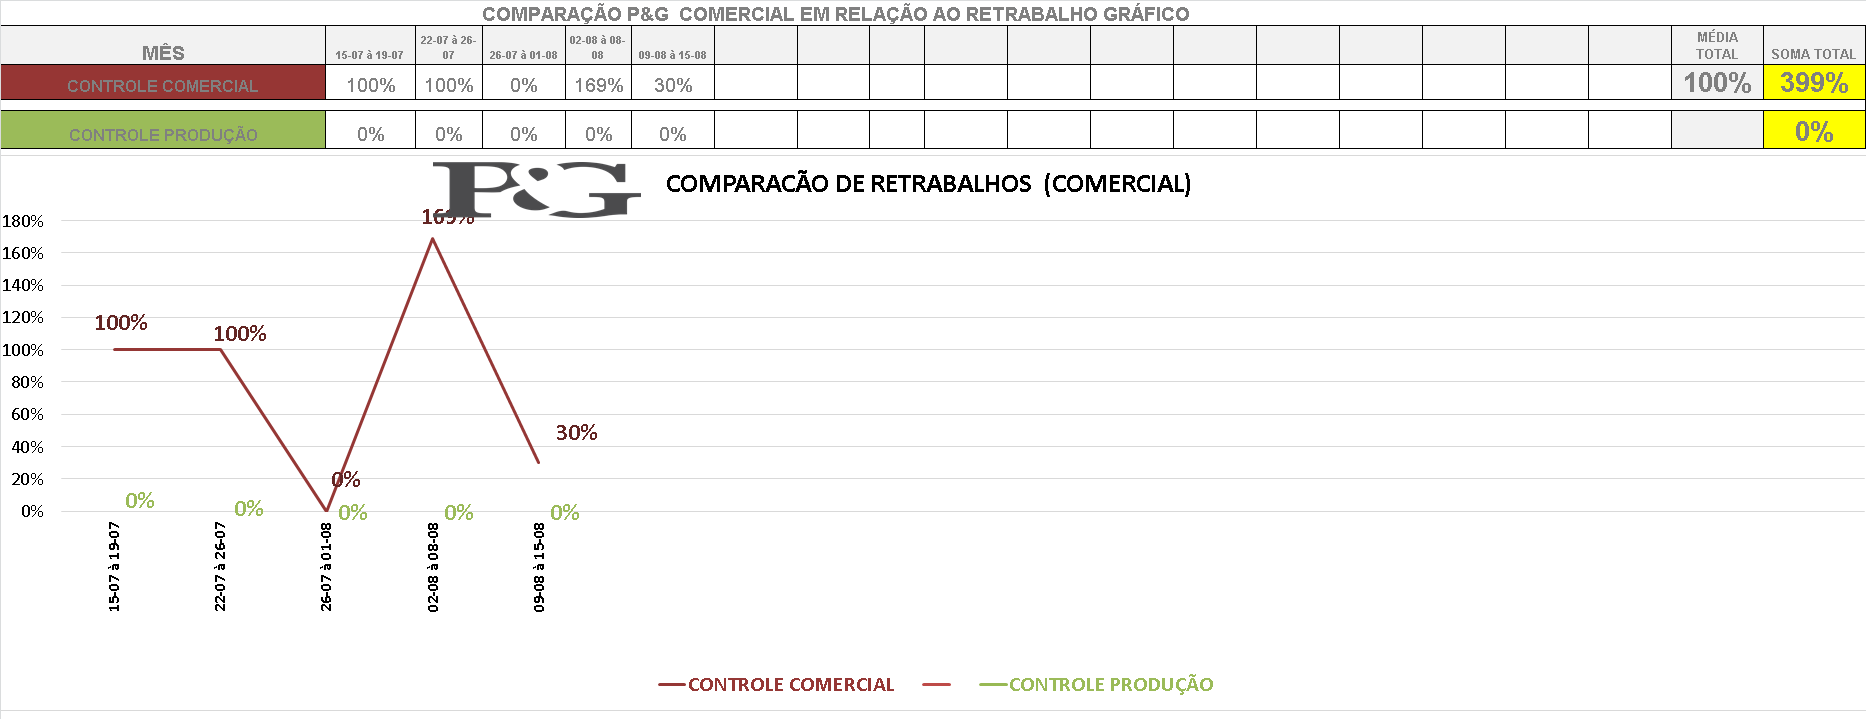 COMPARAÇÃO P&G COMERCIAL EM RELAÇÃO AO RETRABALHO GRÁFICO
MÊS 15-07 à 19-07 22-07 à 26-07 26-07 à 01-08 02-08 à 08-08 09-08 à 15-08 MÉDIA TOTAL SOMA TOTAL
CONTROLE COMERCIAL 100% 100% 0% 169% 30% 100% 399%
CONTROLE PRODUÇÃO 0% 0% 0% 0% 0% 0%
P&G
COMPARACÃO DE RETRABALHOS (COMERCIAL)
180%
160%
140%
120%
100%
80%
60%
40%
20%
0%
100%
100%
0%
169%
30%
0%
0%
0%
0%
0%
15-07 à 19-07
22-07 à 26-07
26-07 à 01-08
02-08 à 08-08
09-08 à 15-08
CONTROLE COMERCIAL
CONTROLE PRODUÇÃO